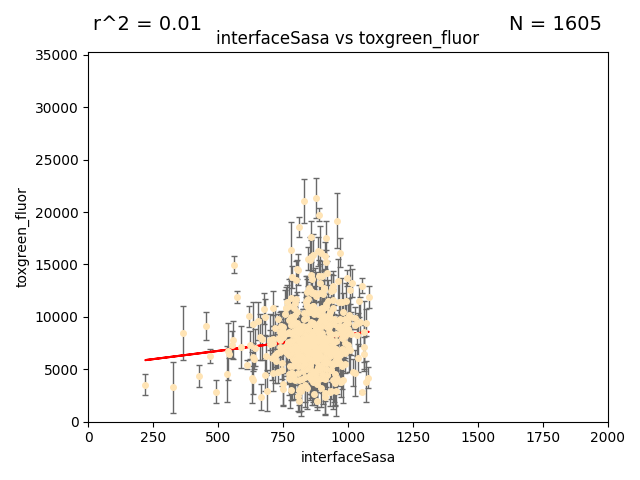 r^2 = 0.01
N = 1605
interfaceSasa vs toxgreen_fluor
toxgreen_fluor
35000
30000
25000
20000
15000
10000
5000
0
0 250 500 750 1000 1250 1500 1750 2000
interfaceSasa